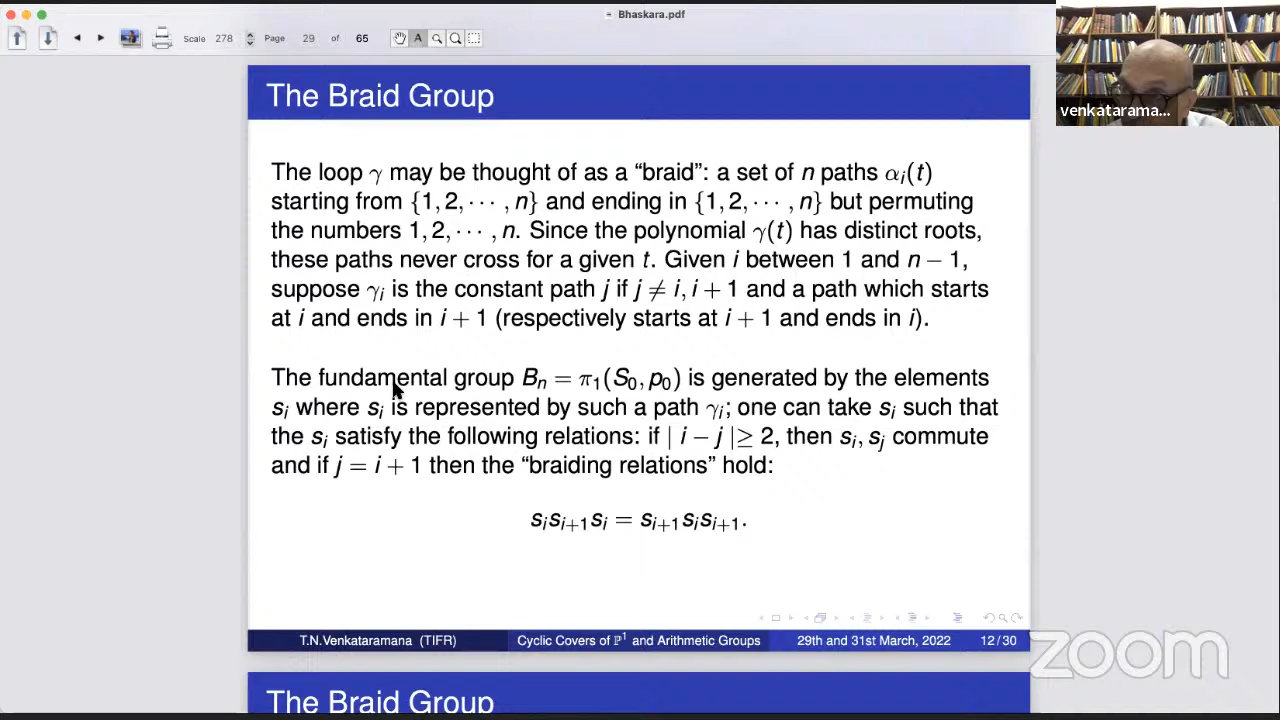 Bhaskara.pdf
Scale 278 Page 29 of 65
venkatarama...
The Braid Group
The loop γ may be thought of as a “braid”: a set of n paths αᵢ(t)
starting from {1, 2, ⋯ , n} and ending in {1, 2, ⋯ , n} but permuting
the numbers 1, 2, ⋯ , n. Since the polynomial γ(t) has distinct roots,
these paths never cross for a given t. Given i between 1 and n − 1,
suppose γᵢ is the constant path j if j ≠ i, i + 1 and a path which starts
at i and ends in i + 1 (respectively starts at i + 1 and ends in i).
The fundamental group Bₙ = π₁(S₀, p₀) is generated by the elements
sᵢ where sᵢ is represented by such a path γᵢ; one can take sᵢ such that
the sᵢ satisfy the following relations: if | i − j |≥ 2, then sᵢ, sⱼ commute
and if j = i + 1 then the “braiding relations” hold:
sᵢsᵢ₊₁sᵢ = sᵢ₊₁sᵢsᵢ₊₁.
T.N.Venkataramana (TIFR) Cyclic Covers of ℙ¹ and Arithmetic Groups 29th and 31st March, 2022 12 / 30
zoom
The Braid Group